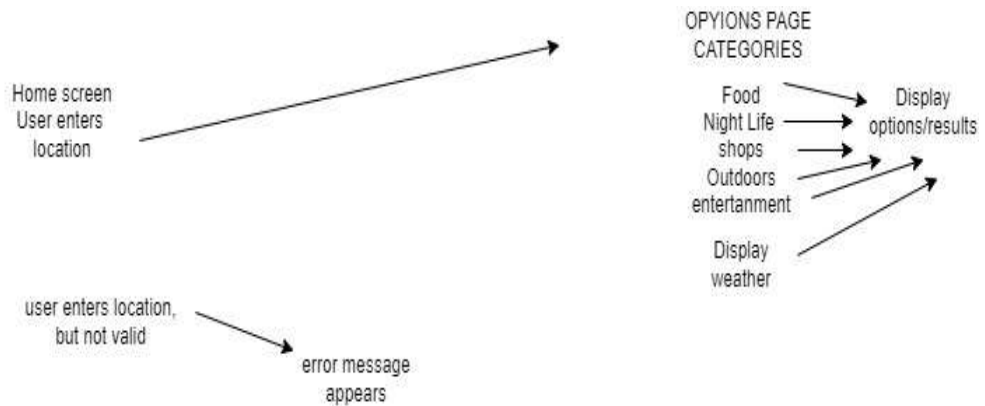 Home screen
User enters
location
OPYIONS PAGE
CATEGORIES
Food
Night Life
shops
Outdoors
entertanment
Display
weather
Display
options/results
user enters location,
but not valid
error message
appears